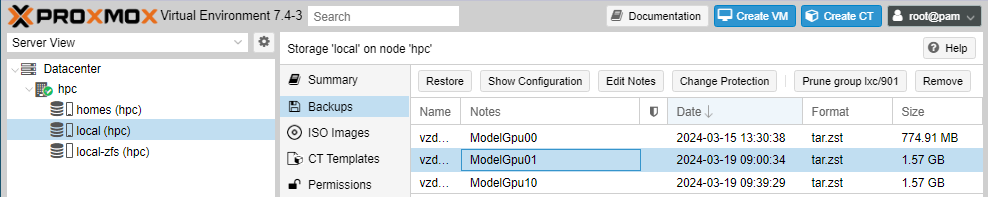 PROXMOX Virtual Environment 7.4-3 Search Documentation Create VM Create CT root@pam
Server View
Storage 'local' on node 'hpc' Help
Datacenter
hpc
homes (hpc)
local (hpc)
local-zfs (hpc)
Summary
Backups
ISO Images
CT Templates
Permissions
Restore Show Configuration Edit Notes Change Protection Prune group lxc/901 Remove
Name Notes Date Format Size
vzd... ModelGpu00 2024-03-15 13:30:38 tar.zst 774.91 MB
vzd... ModelGpu01 2024-03-19 09:00:34 tar.zst 1.57 GB
vzd... ModelGpu10 2024-03-19 09:39:29 tar.zst 1.57 GB